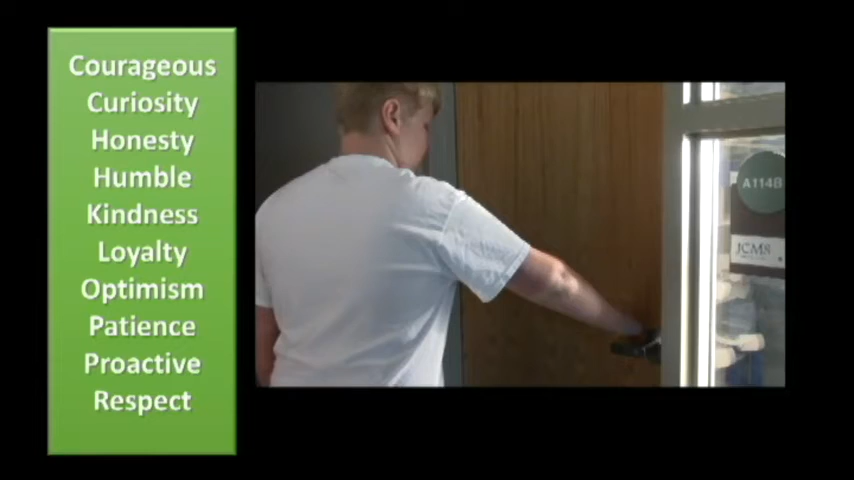 Courageous
Curiosity
Honesty
Humble
Kindness
Loyalty
Optimism
Patience
Proactive
Respect
A114B
JCMS